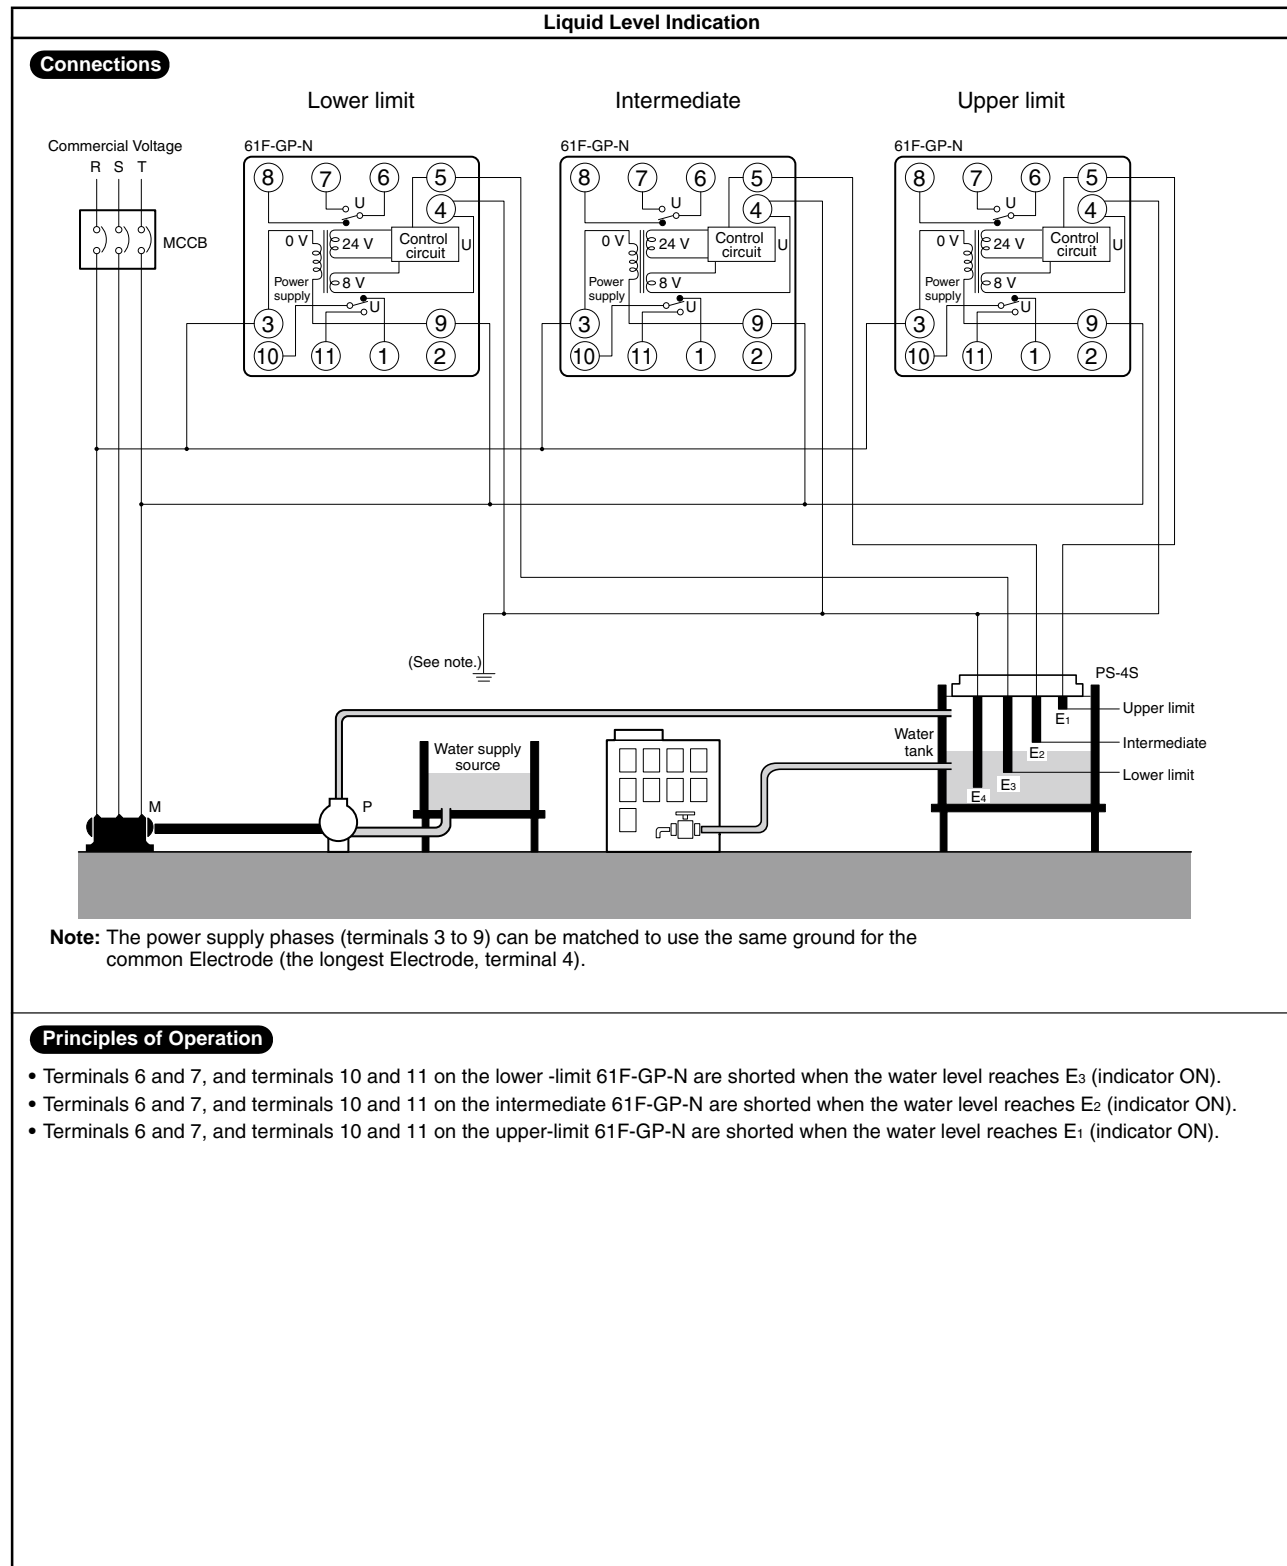 Liquid Level Indication
Connections
Lower limit
Intermediate
Upper limit
Commercial Voltage
R S T
MCCB
61F-GP-N
8 7 6 5
U
4
0 V 24 V Control circuit U
8 V
Power supply
U
3 9
10 11 1 2
61F-GP-N
8 7 6 5
U
4
0 V 24 V Control circuit U
8 V
Power supply
U
3 9
10 11 1 2
61F-GP-N
8 7 6 5
U
4
0 V 24 V Control circuit U
8 V
Power supply
U
3 9
10 11 1 2
(See note.)
PS-4S
Upper limit
Intermediate
Lower limit
E1
E2
E3
E4
Water
tank
Water supply
source
M
P
Note: The power supply phases (terminals 3 to 9) can be matched to use the same ground for the
common Electrode (the longest Electrode, terminal 4).
Principles of Operation
• Terminals 6 and 7, and terminals 10 and 11 on the lower -limit 61F-GP-N are shorted when the water level reaches E3 (indicator ON).
• Terminals 6 and 7, and terminals 10 and 11 on the intermediate 61F-GP-N are shorted when the water level reaches E2 (indicator ON).
• Terminals 6 and 7, and terminals 10 and 11 on the upper-limit 61F-GP-N are shorted when the water level reaches E1 (indicator ON).